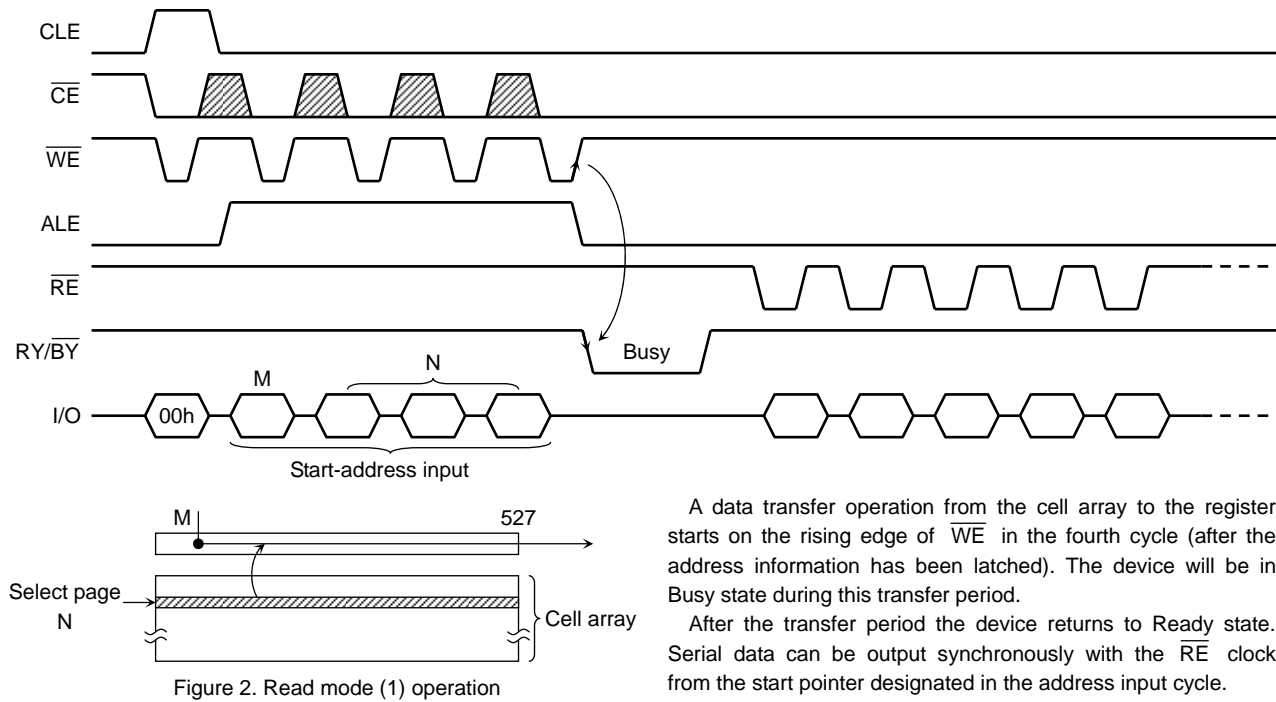 CLE
CE
WE
ALE
RE
RY/BY
Busy
M
N
I/O
00h
Start-address input
M
527
Select page
N
Cell array
Figure 2. Read mode (1) operation
A data transfer operation from the cell array to the register
starts on the rising edge of WE in the fourth cycle (after the
address information has been latched). The device will be in
Busy state during this transfer period.
After the transfer period the device returns to Ready state.
Serial data can be output synchronously with the RE clock
from the start pointer designated in the address input cycle.